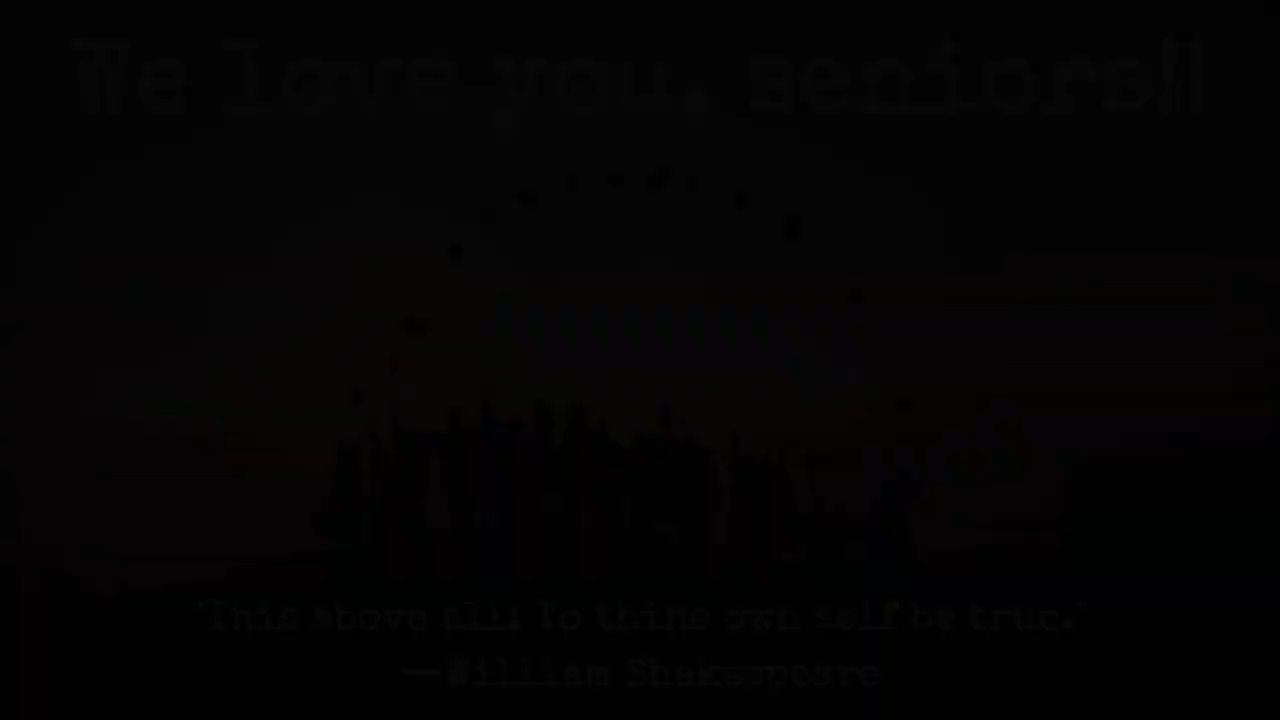 We love you, seniors!!
"This above all: To thine own self be true."
—William Shakespeare